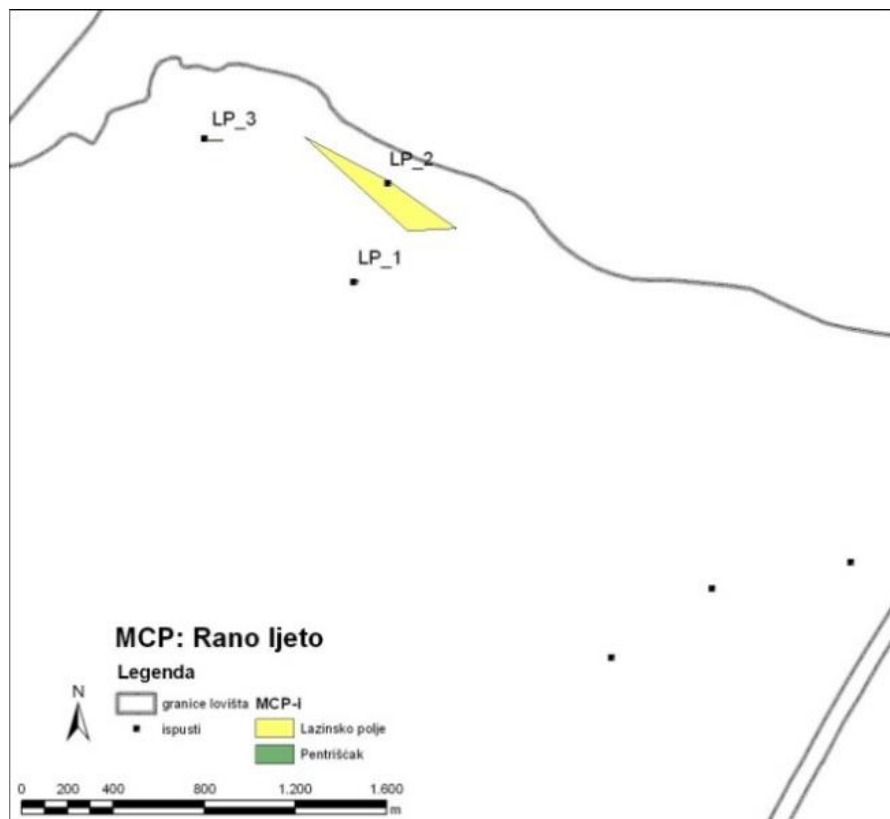 LP_3
LP_2
LP_1
MCP: Rano ljeto
Legenda
N
granice lovišta
ispusti
MCP-i
Lazinsko polje
Pentrišćak
0 200 400 800 1.200 1.600
m